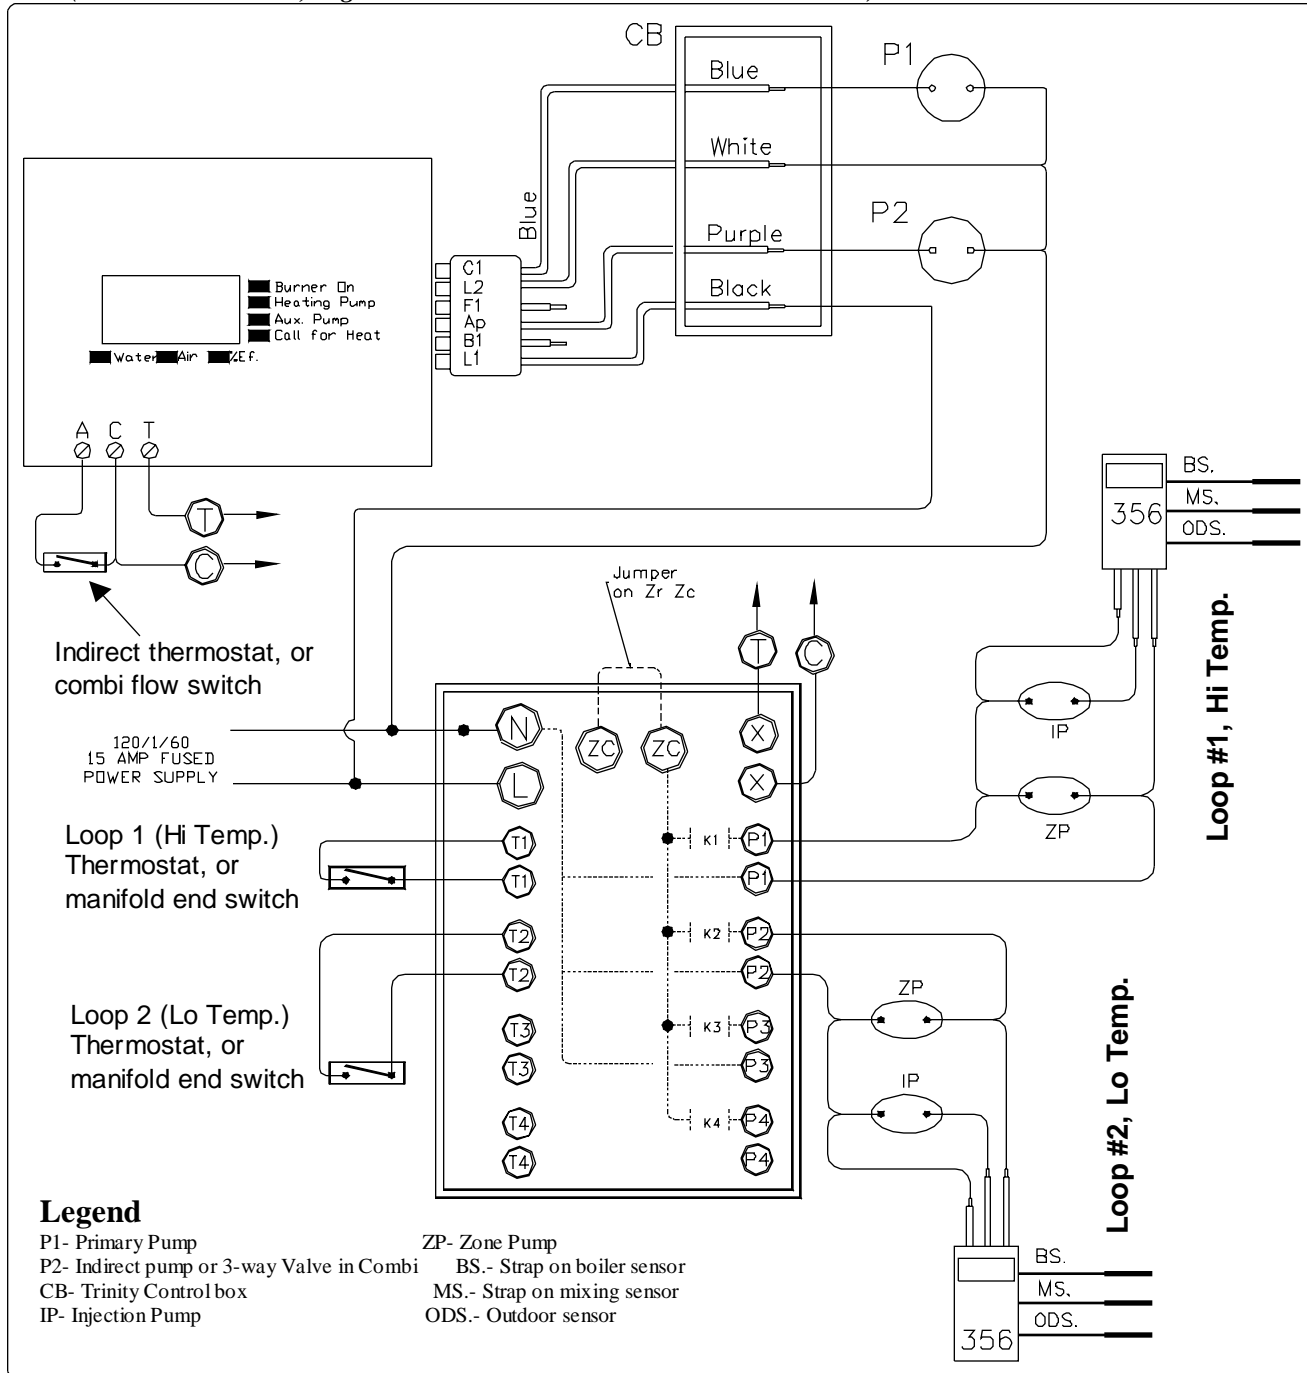 CB
P1
Blue
White
P2
Purple
Black
Blue
C1
L2
F1
Ap
B1
L1
Burner On
Heating Pump
Aux. Pump
Call for Heat
Water Air %Ef.
A C T
T
C
Indirect thermostat, or
combi flow switch
Jumper
on Zr Zc
T
C
BS.
MS.
ODS.
356
IP
ZP
Loop #1, Hi Temp.
120/1/60
15 AMP FUSED
POWER SUPPLY
N
ZC
ZC
X
L
X
Loop 1 (Hi Temp.)
Thermostat, or
manifold end switch
T1
K1
P1
T1
P1
T2
K2
P2
T2
P2
Loop 2 (Lo Temp.)
Thermostat, or
manifold end switch
T3
K3
P3
T3
P3
T4
K4
P4
T4
P4
ZP
IP
Loop #2, Lo Temp.
BS.
MS.
ODS.
356
Legend
P1- Primary Pump
P2- Indirect pump or 3-way Valve in Combi
CB- Trinity Control box
IP- Injection Pump
ZP- Zone Pump
BS.- Strap on boiler sensor
MS.- Strap on mixing sensor
ODS.- Outdoor sensor